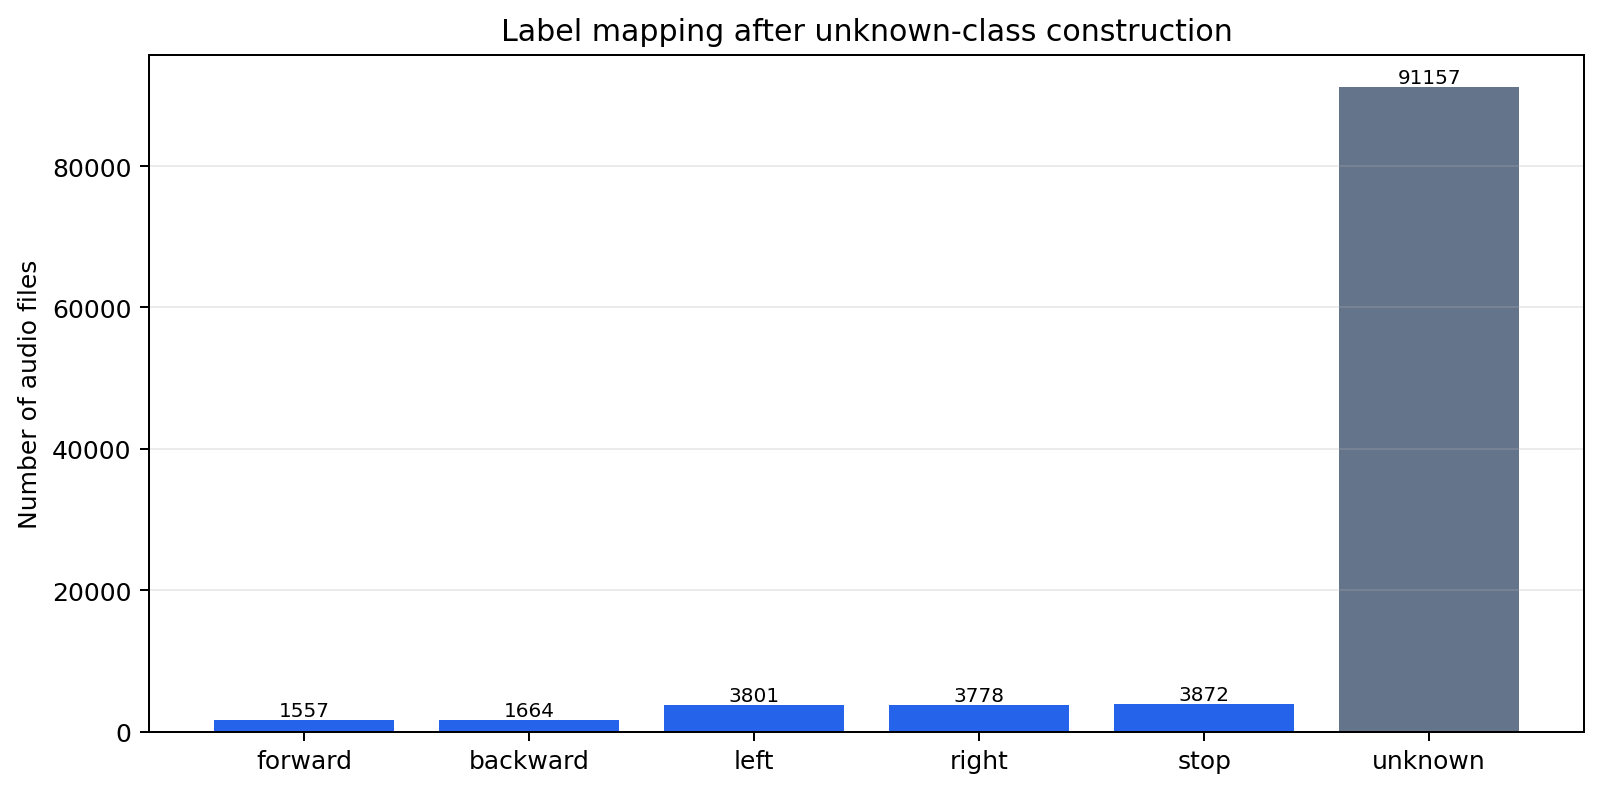 Label mapping after unknown-class construction
Number of audio files
80000
60000
40000
20000
0
1557
1664
3801
3778
3872
91157
forward
backward
left
right
stop
unknown